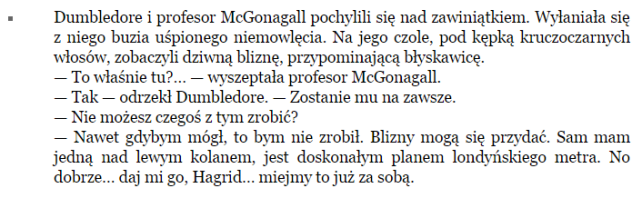 Dumbledore i profesor McGonagall pochylili się nad zawiniątkiem. Wyłaniała się
z niego buzia uśpionego niemowlęcia. Na jego czole, pod kępką kruczoczarnych
włosów, zobaczyli dziwną bliznę, przypominającą błyskawicę.
— To właśnie tu?... — wyszeptała profesor McGonagall.
— Tak — odrzekł Dumbledore. — Zostanie mu na zawsze.
— Nie możesz czegoś z tym zrobić?
— Nawet gdybym mógł, to bym nie zrobił. Blizny mogą się przydać. Sam mam
jedną nad lewym kolanem, jest doskonałym planem londyńskiego metra. No
dobrze... daj mi go, Hagrid... miejmy to już za sobą.